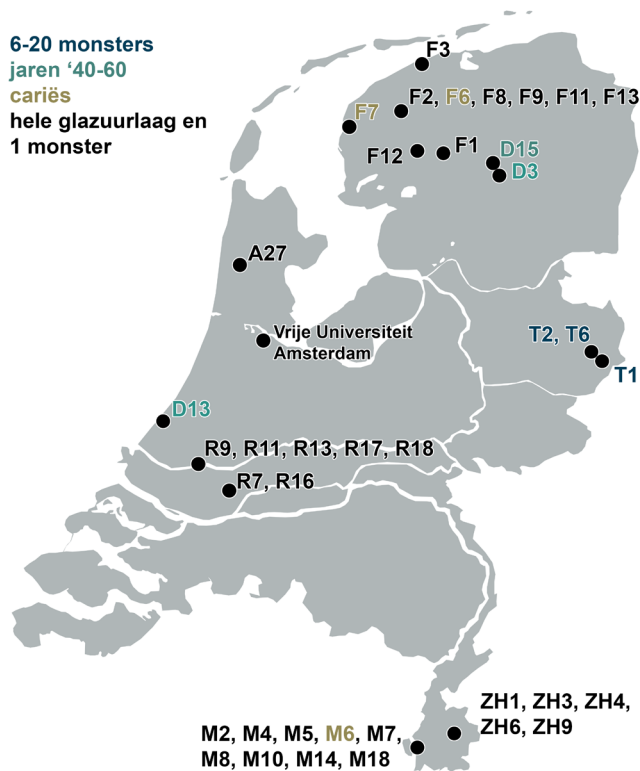 6-20 monsters
jaren ‘40-60
cariës
hele glazuurlaag en
1 monster
F3
F2, F6, F8, F9, F11, F13
F7
F12
F1
D15
D3
A27
Vrije Universiteit
Amsterdam
T2, T6
T1
D13
R9, R11, R13, R17, R18
R7, R16
ZH1, ZH3, ZH4,
ZH6, ZH9
M2, M4, M5, M6, M7,
M8, M10, M14, M18